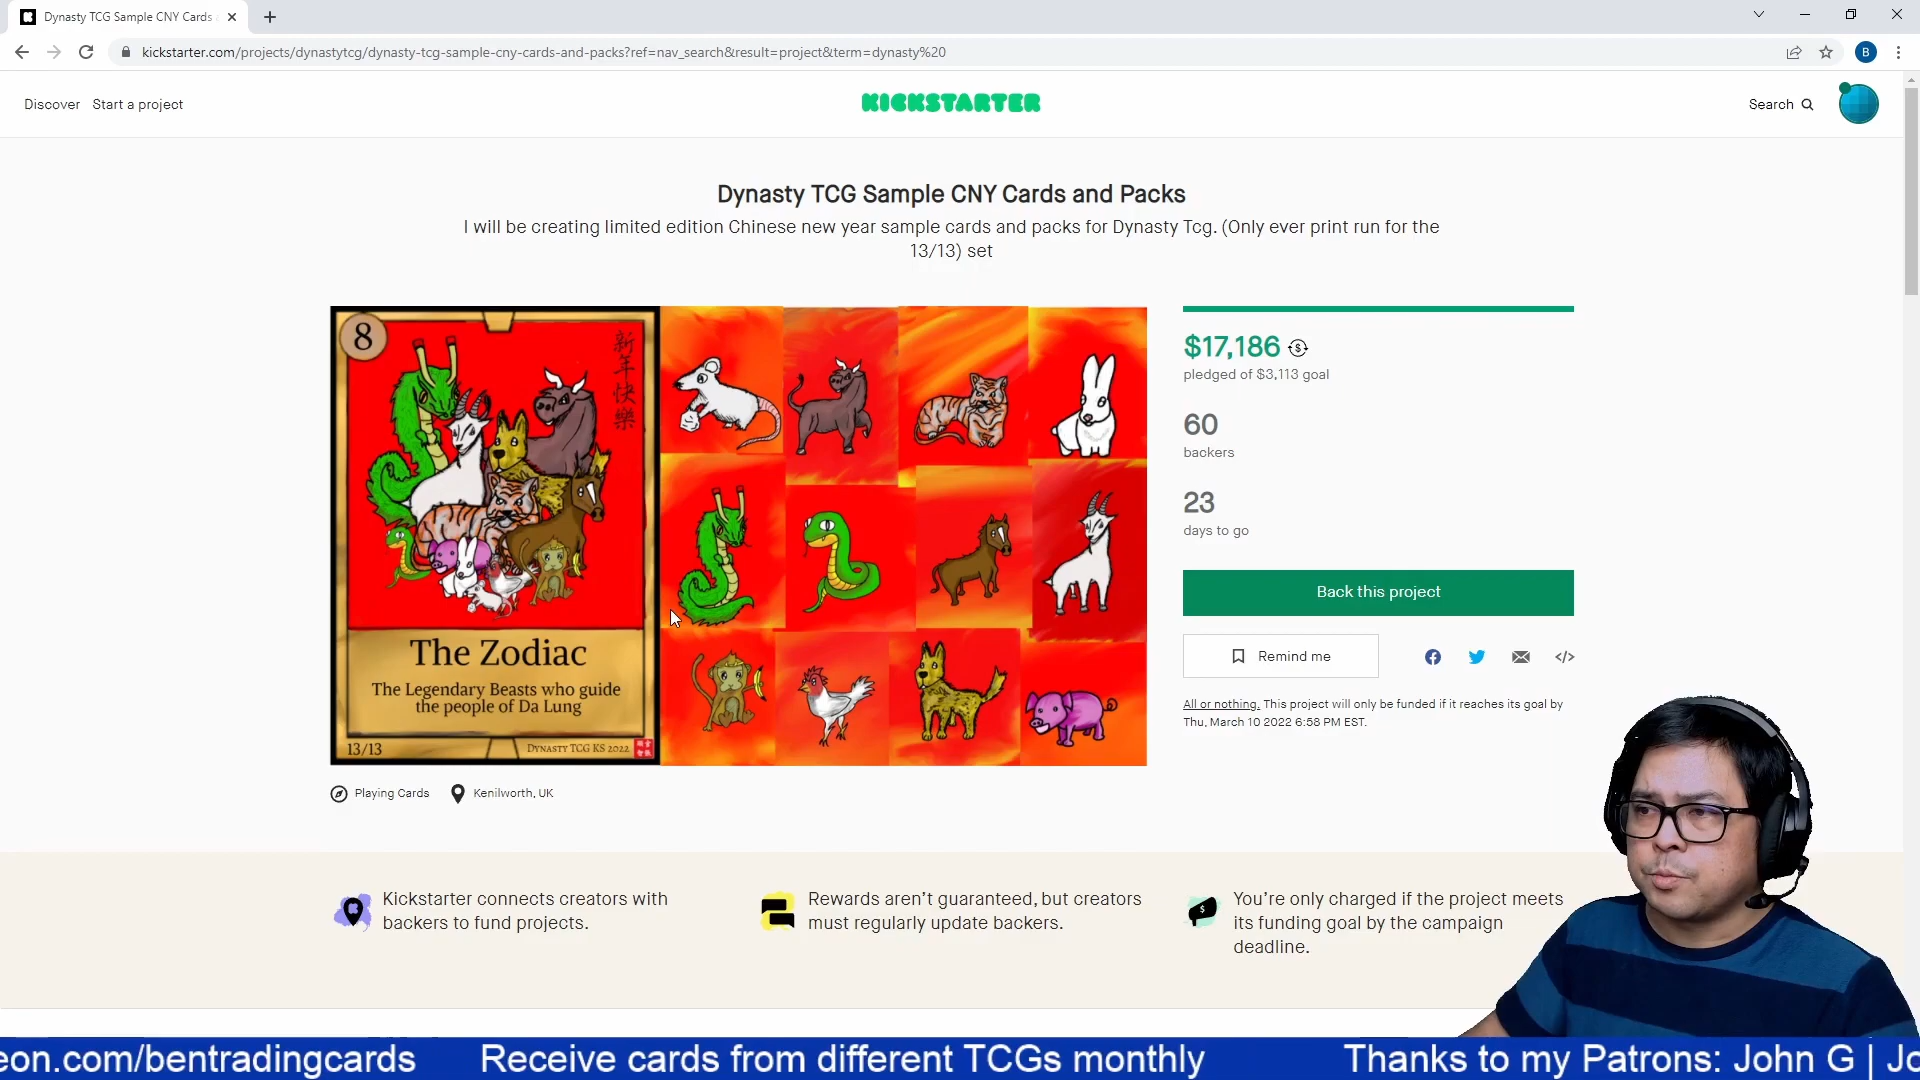 Dynasty TCG Sample CNY Cards
kickstarter.com/projects/dynastytcg/dynasty-tcg-sample-cny-cards-and-packs?ref=nav_search&result=project&term=dynasty%20
B
Discover Start a project
KICKSTARTER
Search
Dynasty TCG Sample CNY Cards and Packs
I will be creating limited edition Chinese new year sample cards and packs for Dynasty Tcg. (Only ever print run for the
13/13) set
8
新年快樂
The Zodiac
The Legendary Beasts who guide
the people of Da Lung
13/13
Dynasty TCG KS 2022
$17,186
pledged of $3,113 goal
60
backers
23
days to go
Back this project
Remind me
All or nothing. This project will only be funded if it reaches its goal by
Thu, March 10 2022 6:58 PM EST.
Playing Cards
Kenilworth, UK
Kickstarter connects creators with
backers to fund projects.
Rewards aren't guaranteed, but creators
must regularly update backers.
You're only charged if the project meets
its funding goal by the campaign
deadline.
eon.com/bentradingcards Receive cards from different TCGs monthly Thanks to my Patrons: John G | Jo